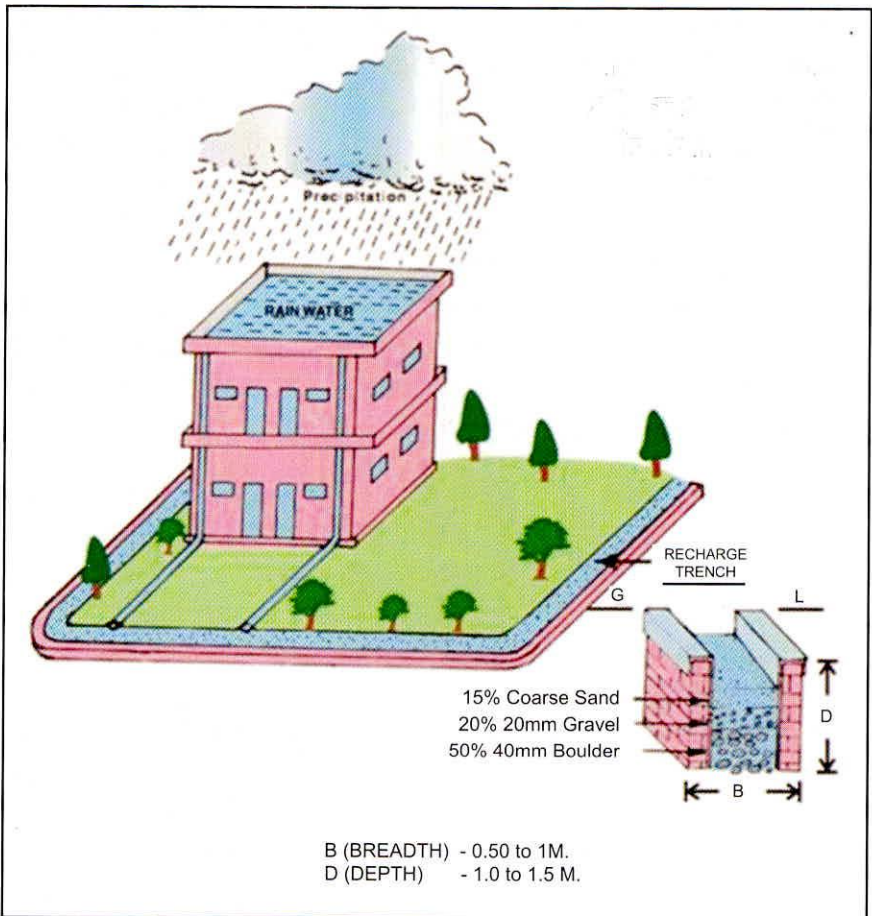 Precipitation
RAIN WATER
RECHARGE
TRENCH
G L
15% Coarse Sand
20% 20mm Gravel
50% 40mm Boulder
D
B
B (BREADTH) - 0.50 to 1M.
D (DEPTH) - 1.0 to 1.5 M.